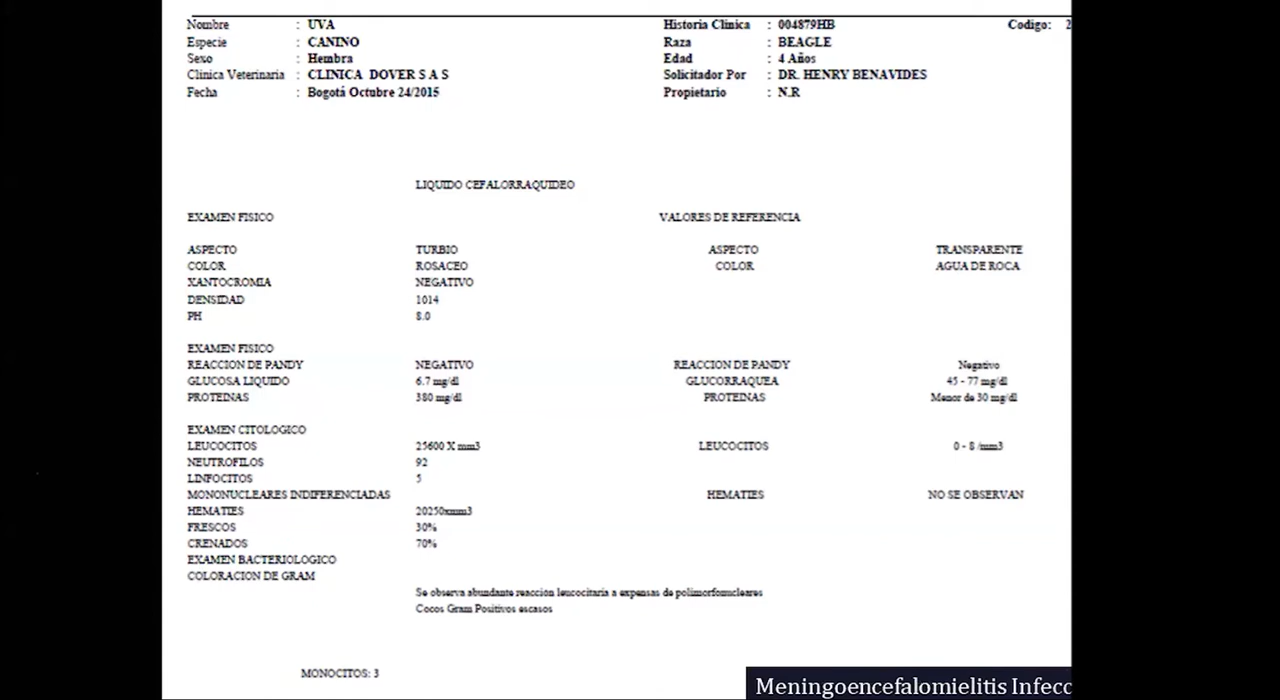 Nombre : UVA Historia Clinica : 004879HB Codigo: 2
Especie : CANINO Raza : BEAGLE
Sexo : Hembra Edad : 4 Años
Clinica Veterinaria : CLINICA DOVER S A S Solicitador Por : DR. HENRY BENAVIDES
Fecha : Bogotá Octubre 24/2015 Propietario : N.R
LIQUIDO CEFALORRAQUIDEO
EXAMEN FISICO VALORES DE REFERENCIA
ASPECTO TURBIO ASPECTO TRANSPARENTE
COLOR ROSACEO COLOR AGUA DE ROCA
XANTOCROMIA NEGATIVO
DENSIDAD 1014
PH 8.0
EXAMEN FISICO
REACCION DE PANDY NEGATIVO REACCION DE PANDY Negativo
GLUCOSA LIQUIDO 6.7 mg/dl GLUCORRAQUEA 45 - 77 mg/dl
PROTEINAS 380 mg/dl PROTEINAS Menor de 30 mg/dl
EXAMEN CITOLOGICO
LEUCOCITOS 25600 X mm3 LEUCOCITOS 0 - 8 /mm3
NEUTROFILOS 92
LINFOCITOS 5
MONONUCLEARES INDIFERENCIADAS HEMATIES NO SE OBSERVAN
HEMATIES 20250xmm3
FRESCOS 30%
CRENADOS 70%
EXAMEN BACTERIOLOGICO
COLORACION DE GRAM
Se observa abundante reacción leucocitaria a expensas de polimorfonucleares
Cocos Gram Positivos escasos
MONOCITOS: 3
Meningoencefalomielitis Infecc